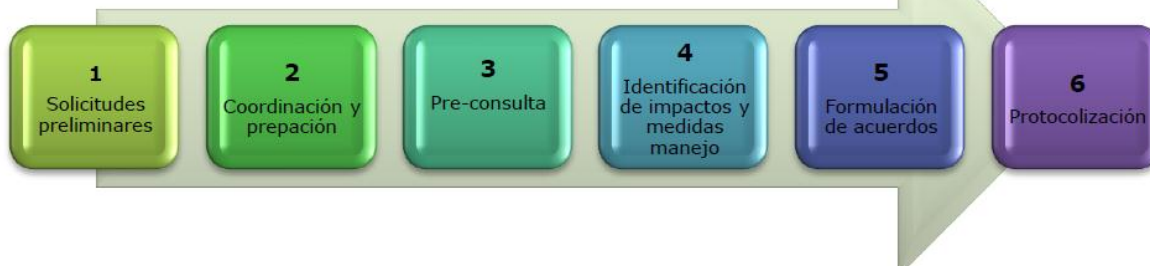 1
Solicitudes
preliminares
2
Coordinación y
prepación
3
Pre-consulta
4
Identificación
de impactos y
medidas
manejo
5
Formulación
de acuerdos
6
Protocolización